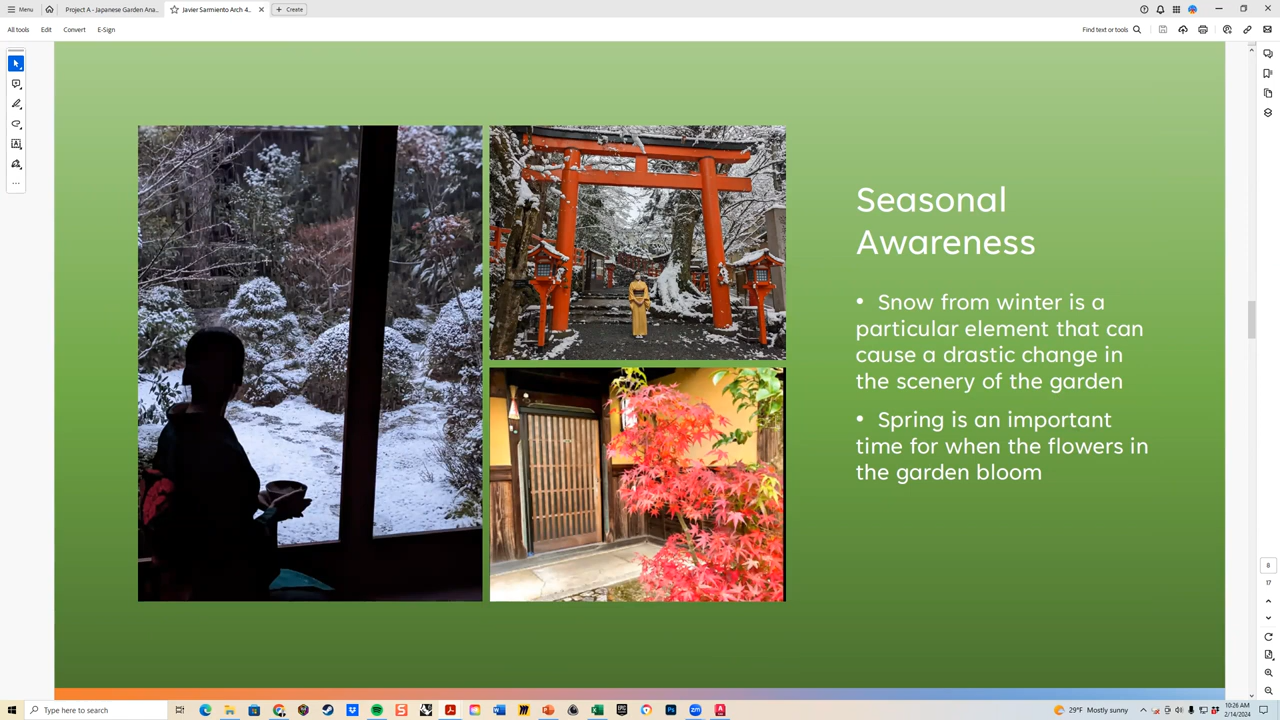 Menu
Project A - Japanese Garden Ana...
Javier Sarmiento Arch 4...
Create
All tools
Edit
Convert
E-Sign
Find text or tools
Seasonal
Awareness
• Snow from winter is a
particular element that can
cause a drastic change in
the scenery of the garden
• Spring is an important
time for when the flowers in
the garden bloom
8
17
Type here to search
29°F Mostly sunny
10:26 AM
2/14/2024